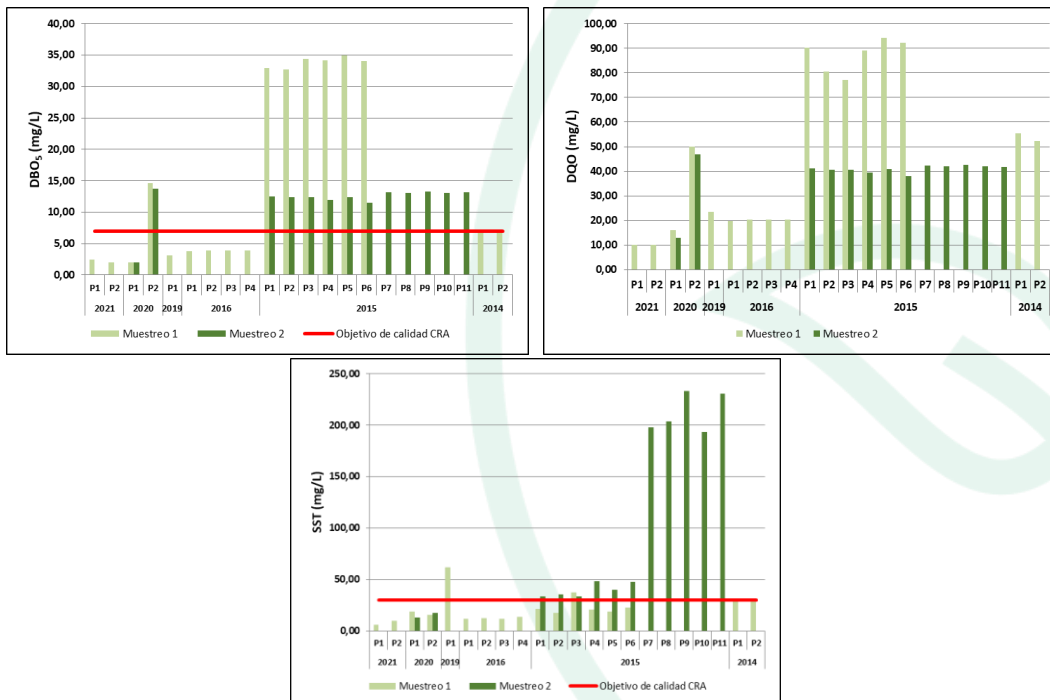 40,00
35,00
30,00
25,00
20,00
15,00
10,00
5,00
0,00
DBO₅ (mg/L)
P1 P2 P1 P2 P1 P1 P2 P3 P4 P1 P2 P3 P4 P5 P6 P7 P8 P9 P10 P11 P1 P2
2021 2020 2019 2016 2015 2014
Muestreo 1 Muestreo 2 Objetivo de calidad CRA
100,00
90,00
80,00
70,00
60,00
50,00
40,00
30,00
20,00
10,00
0,00
DQO (mg/L)
P1 P2 P1 P2 P1 P1 P2 P3 P4 P1 P2 P3 P4 P5 P6 P7 P8 P9 P10 P11 P1 P2
2021 2020 2019 2016 2015 2014
Muestreo 1 Muestreo 2
250,00
200,00
150,00
100,00
50,00
0,00
SST (mg/L)
P1 P2 P1 P2 P1 P1 P2 P3 P4 P1 P2 P3 P4 P5 P6 P7 P8 P9 P10 P11 P1 P2
2021 2020 2019 2016 2015 2014
Muestreo 1 Muestreo 2 Objetivo de calidad CRA